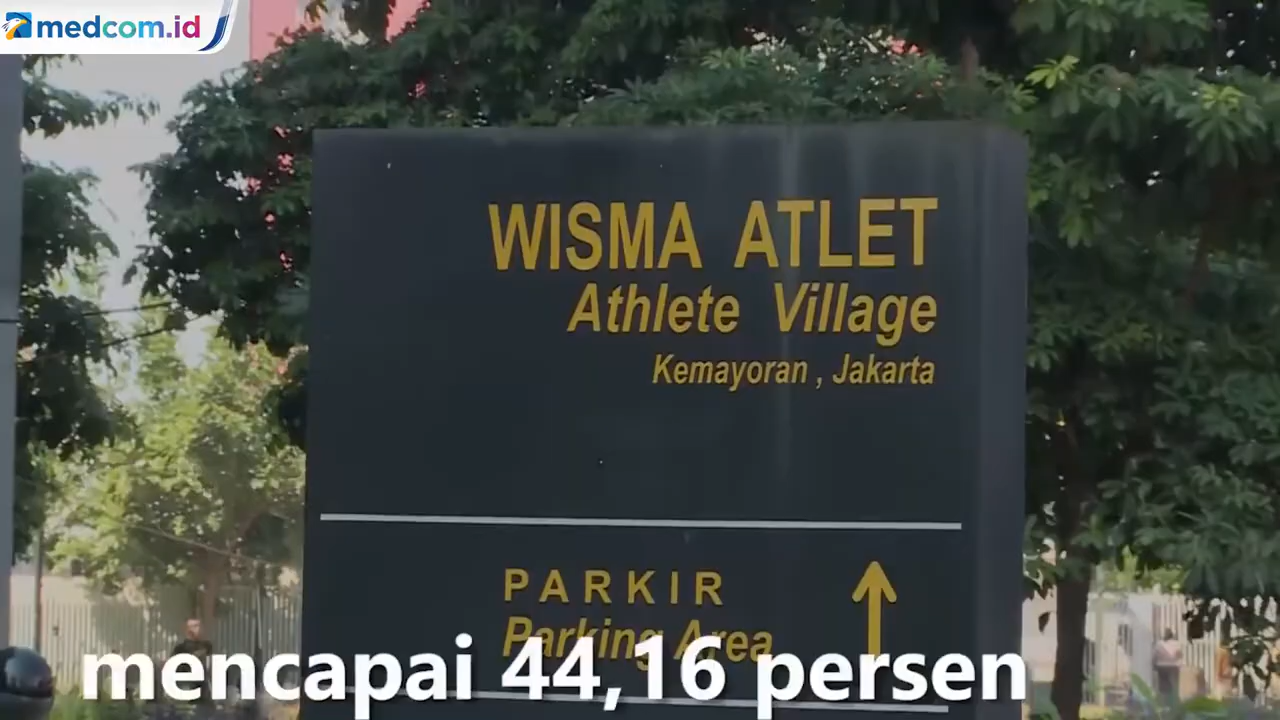 medcom.id
WISMA ATLET
Athlete Village
Kemayoran , Jakarta
PARKIR
Parking Area
mencapai 44,16 persen